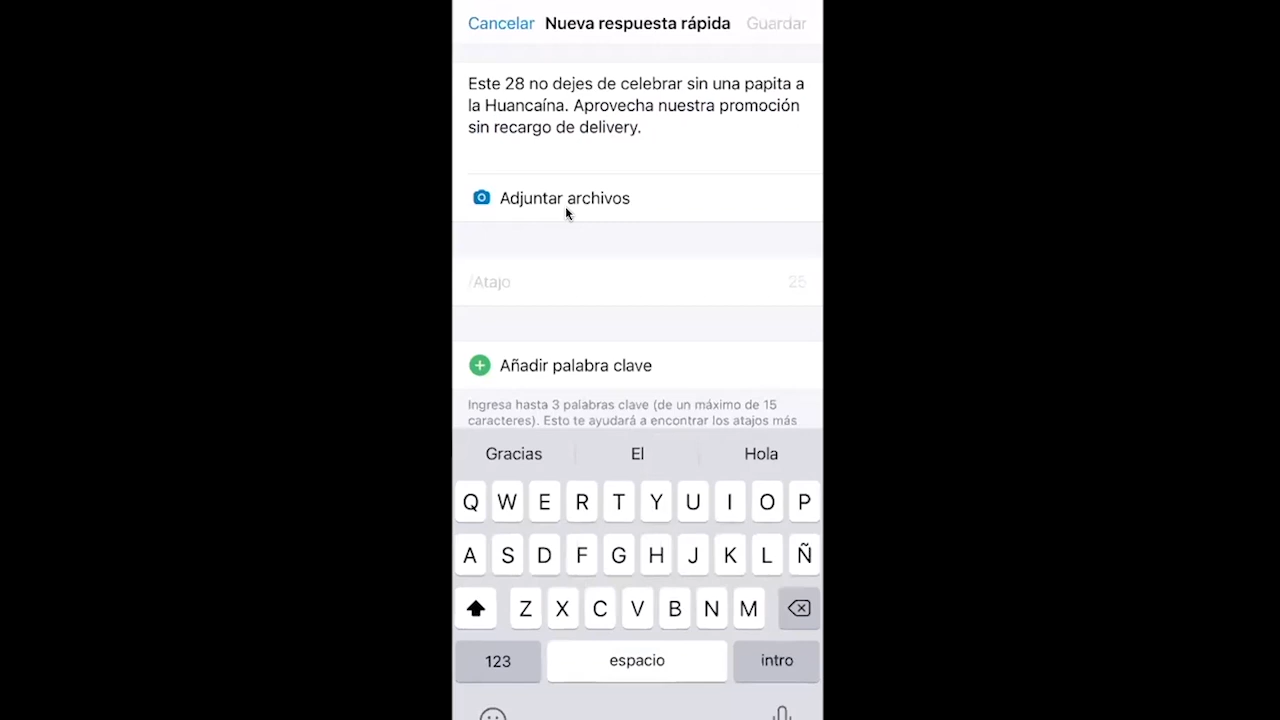 Cancelar Nueva respuesta rápida Guardar
Este 28 no dejes de celebrar sin una papita a
la Huancaína. Aprovecha nuestra promoción
sin recargo de delivery.
Adjuntar archivos
/Atajo 25
Añadir palabra clave
Ingresa hasta 3 palabras clave (de un máximo de 15
caracteres). Esto te ayudará a encontrar los atajos más
Gracias El Hola
Q W E R T Y U I O P
A S D F G H J K L Ñ
Z X C V B N M
123 espacio intro